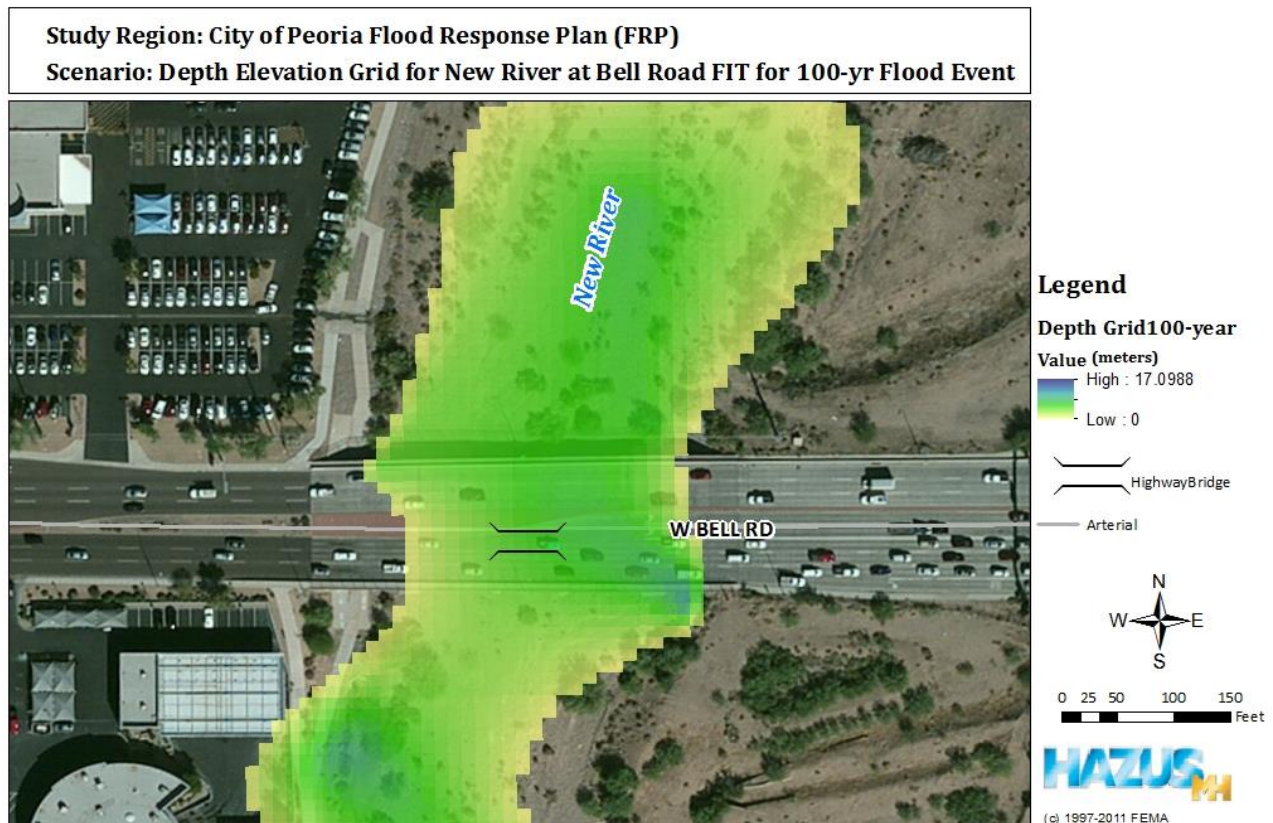 Study Region: City of Peoria Flood Response Plan (FRP)
Scenario: Depth Elevation Grid for New River at Bell Road FIT for 100-yr Flood Event
New River
W BELL RD
Legend
Depth Grid100-year
Value (meters)
High : 17.0988
Low : 0
HighwayBridge
Arterial
N
W E
S
0 25 50 100 150
Feet
HAZUS
MH
(c) 1997-2011 FEMA